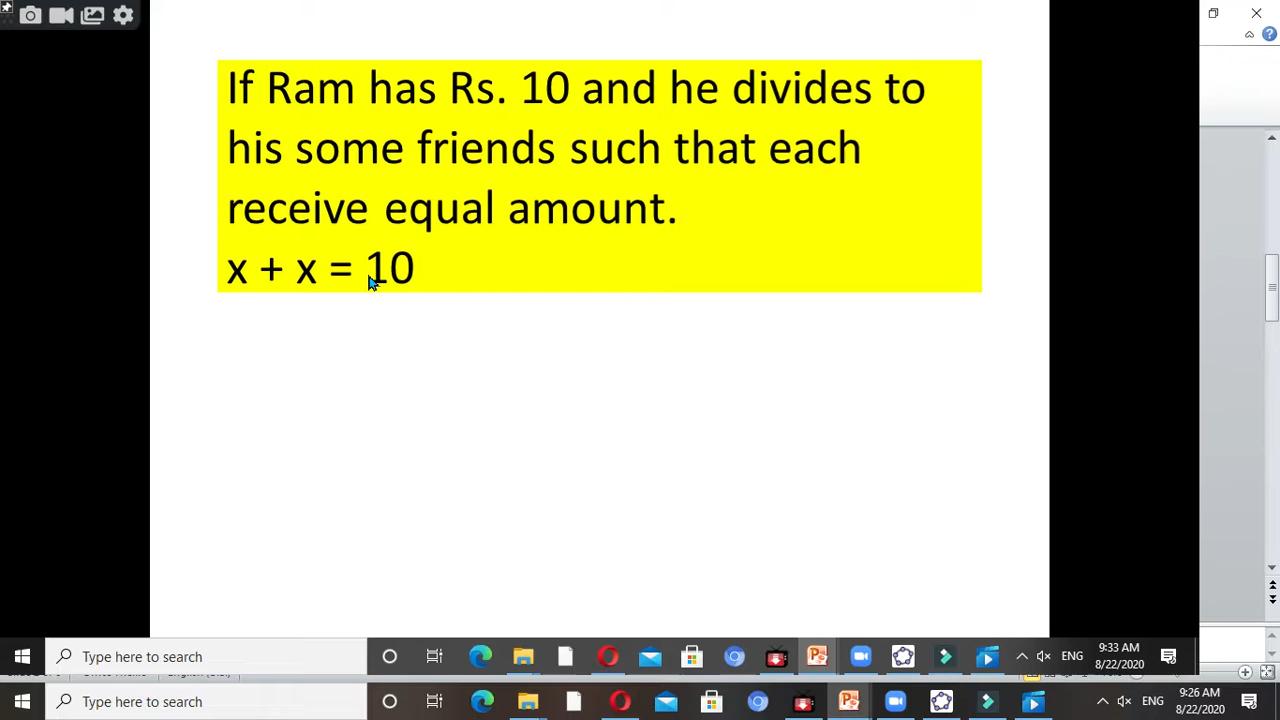 If Ram has Rs. 10 and he divides to
his some friends such that each
receive equal amount.
x + x = 10
Type here to search
ENG
9:33 AM
8/22/2020
Type here to search
ENG
9:26 AM
8/22/2020